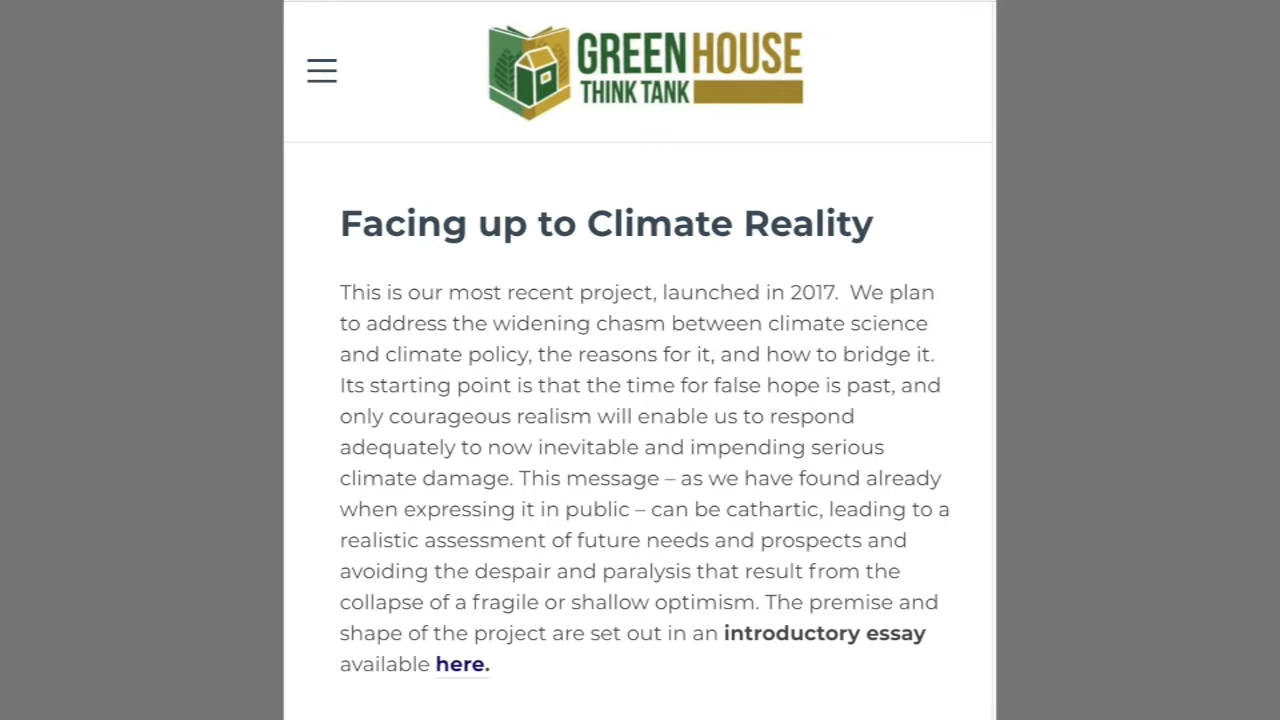 GREEN HOUSE
THINK TANK
Facing up to Climate Reality
This is our most recent project, launched in 2017.  We plan
to address the widening chasm between climate science
and climate policy, the reasons for it, and how to bridge it.
Its starting point is that the time for false hope is past, and
only courageous realism will enable us to respond
adequately to now inevitable and impending serious
climate damage. This message – as we have found already
when expressing it in public – can be cathartic, leading to a
realistic assessment of future needs and prospects and
avoiding the despair and paralysis that result from the
collapse of a fragile or shallow optimism. The premise and
shape of the project are set out in an introductory essay
available here.